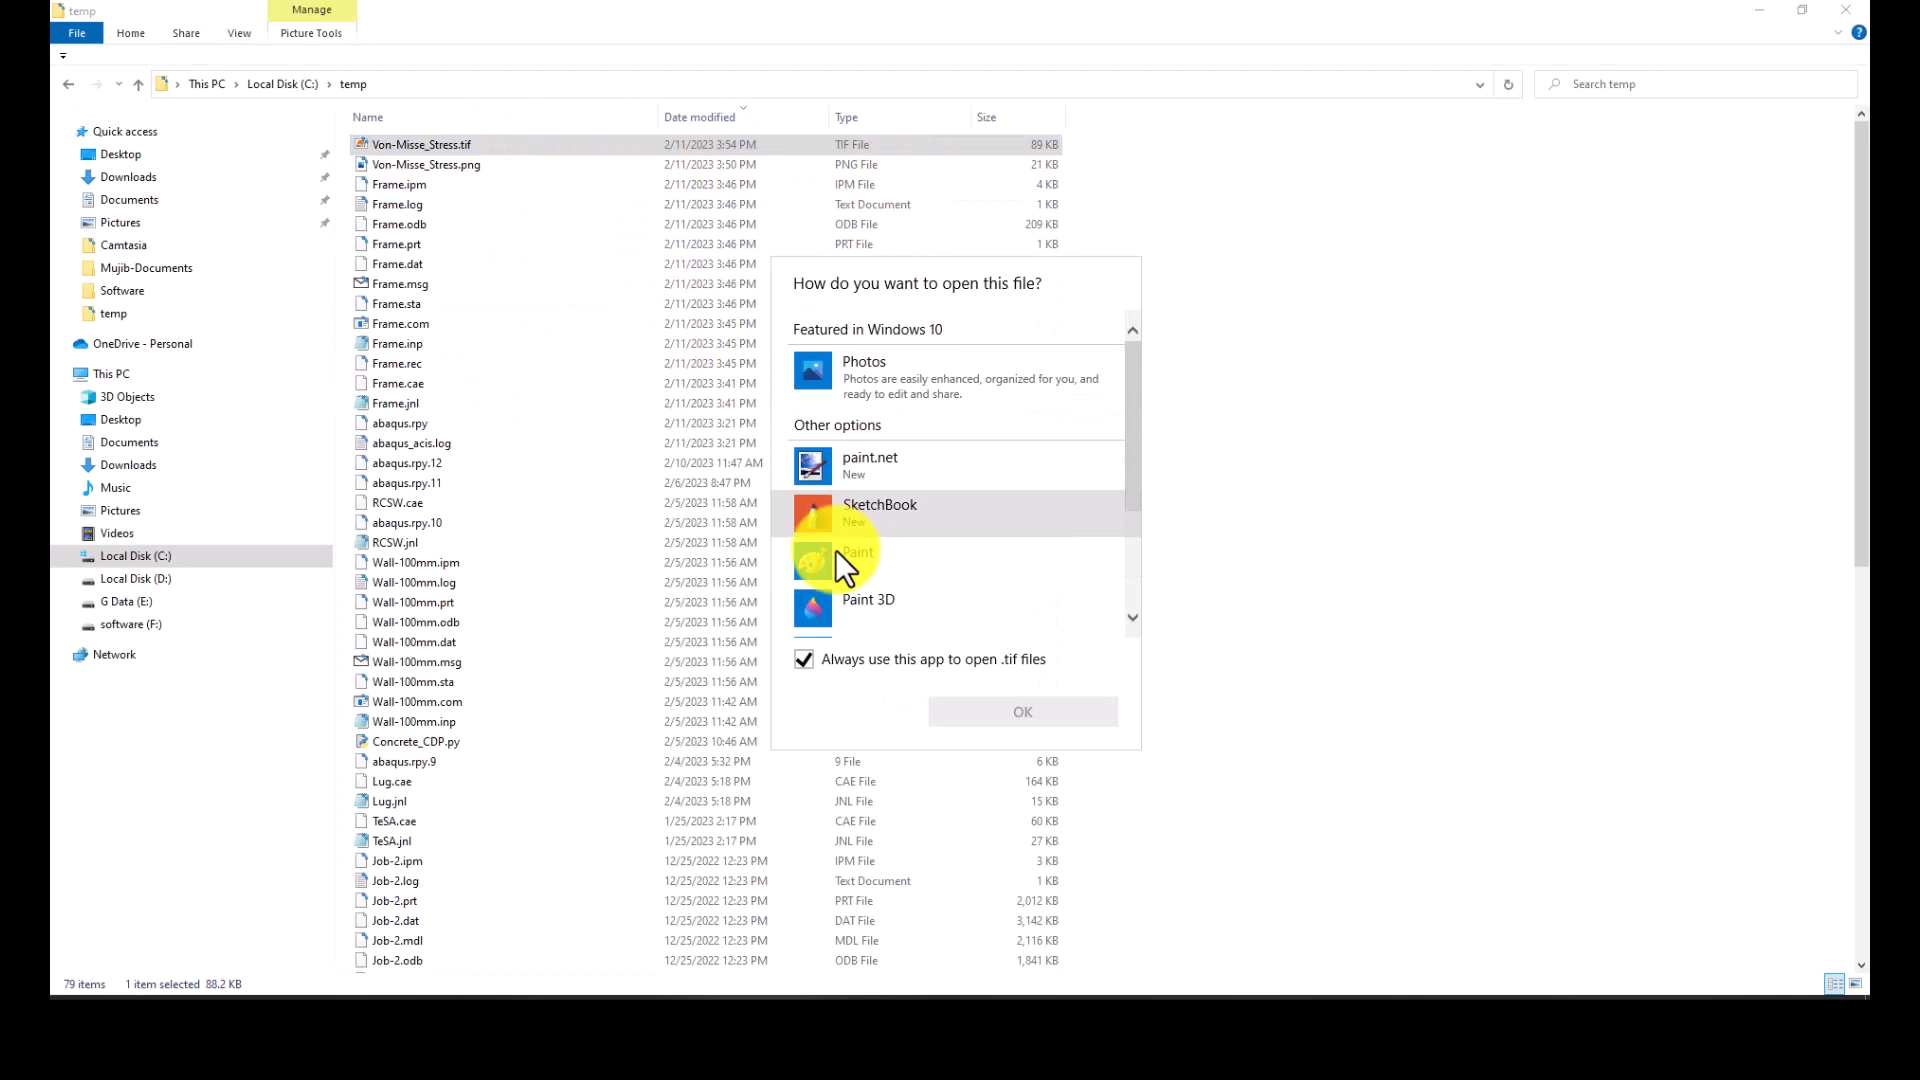 temp
Manage
File
Home
Share
View
Picture Tools
?
This PC > Local Disk (C:) > temp
Search temp
Name
Date modified
Type
Size
Quick access
Desktop
Downloads
Documents
Pictures
Camtasia
Mujib-Documents
Software
temp
OneDrive - Personal
This PC
3D Objects
Desktop
Documents
Downloads
Music
Pictures
Videos
Local Disk (C:)
Local Disk (D:)
G Data (E:)
software (F:)
Network
Von-Misse_Stress.tif 2/11/2023 3:54 PM TIF File 89 KB
Von-Misse_Stress.png 2/11/2023 3:50 PM PNG File 21 KB
Frame.ipm 2/11/2023 3:46 PM IPM File 4 KB
Frame.log 2/11/2023 3:46 PM Text Document 1 KB
Frame.odb 2/11/2023 3:46 PM ODB File 209 KB
Frame.prt 2/11/2023 3:46 PM PRT File 1 KB
Frame.dat 2/11/2023 3:46 PM
Frame.msg 2/11/2023 3:46 PM
Frame.sta 2/11/2023 3:46 PM
Frame.com 2/11/2023 3:45 PM
Frame.inp 2/11/2023 3:45 PM
Frame.rec 2/11/2023 3:45 PM
Frame.cae 2/11/2023 3:41 PM
Frame.jnl 2/11/2023 3:41 PM
abaqus.rpy 2/11/2023 3:21 PM
abaqus_acis.log 2/11/2023 3:21 PM
abaqus.rpy.12 2/10/2023 11:47 AM
abaqus.rpy.11 2/6/2023 8:47 PM
RCSW.cae 2/5/2023 11:58 AM
abaqus.rpy.10 2/5/2023 11:58 AM
RCSW.jnl 2/5/2023 11:58 AM
Wall-100mm.ipm 2/5/2023 11:56 AM
Wall-100mm.log 2/5/2023 11:56 AM
Wall-100mm.prt 2/5/2023 11:56 AM
Wall-100mm.odb 2/5/2023 11:56 AM
Wall-100mm.dat 2/5/2023 11:56 AM
Wall-100mm.msg 2/5/2023 11:56 AM
Wall-100mm.sta 2/5/2023 11:56 AM
Wall-100mm.com 2/5/2023 11:42 AM
Wall-100mm.inp 2/5/2023 11:42 AM
Concrete_CDP.py 2/5/2023 10:46 AM
abaqus.rpy.9 2/4/2023 5:32 PM 9 File 6 KB
Lug.cae 2/4/2023 5:18 PM CAE File 164 KB
Lug.jnl 2/4/2023 5:18 PM JNL File 15 KB
TeSA.cae 1/25/2023 2:17 PM CAE File 60 KB
TeSA.jnl 1/25/2023 2:17 PM JNL File 27 KB
Job-2.ipm 12/25/2022 12:23 PM IPM File 3 KB
Job-2.log 12/25/2022 12:23 PM Text Document 1 KB
Job-2.prt 12/25/2022 12:23 PM PRT File 2,012 KB
Job-2.dat 12/25/2022 12:23 PM DAT File 3,142 KB
Job-2.mdl 12/25/2022 12:23 PM MDL File 2,116 KB
Job-2.odb 12/25/2022 12:23 PM ODB File 1,841 KB
How do you want to open this file?
Featured in Windows 10
Photos
Photos are easily enhanced, organized for you, and
ready to edit and share.
Other options
paint.net
New
SketchBook
New
Paint
Paint 3D
Always use this app to open .tif files
OK
79 items 1 item selected 88.2 KB